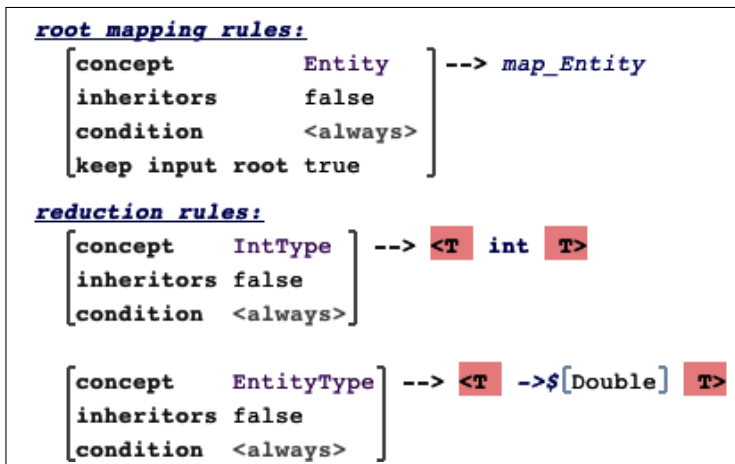 root mapping rules:
concept Entity --> map_Entity
inheritors false
condition <always>
keep input root true
reduction rules:
concept IntType --> <T int T>
inheritors false
condition <always>
concept EntityType --> <T ->$[Double] T>
inheritors false
condition <always>